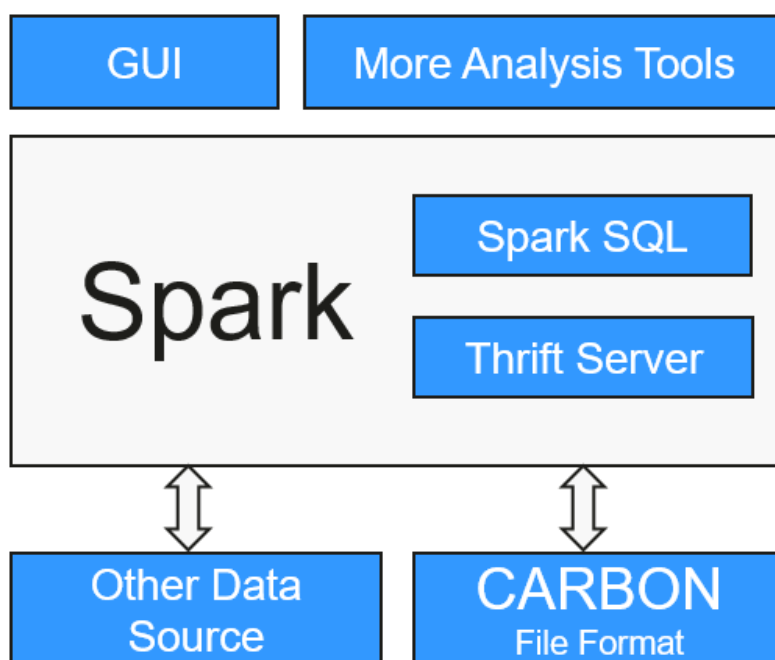 GUI
More Analysis Tools
Spark
Spark SQL
Thrift Server
Other Data
Source
CARBON
File Format